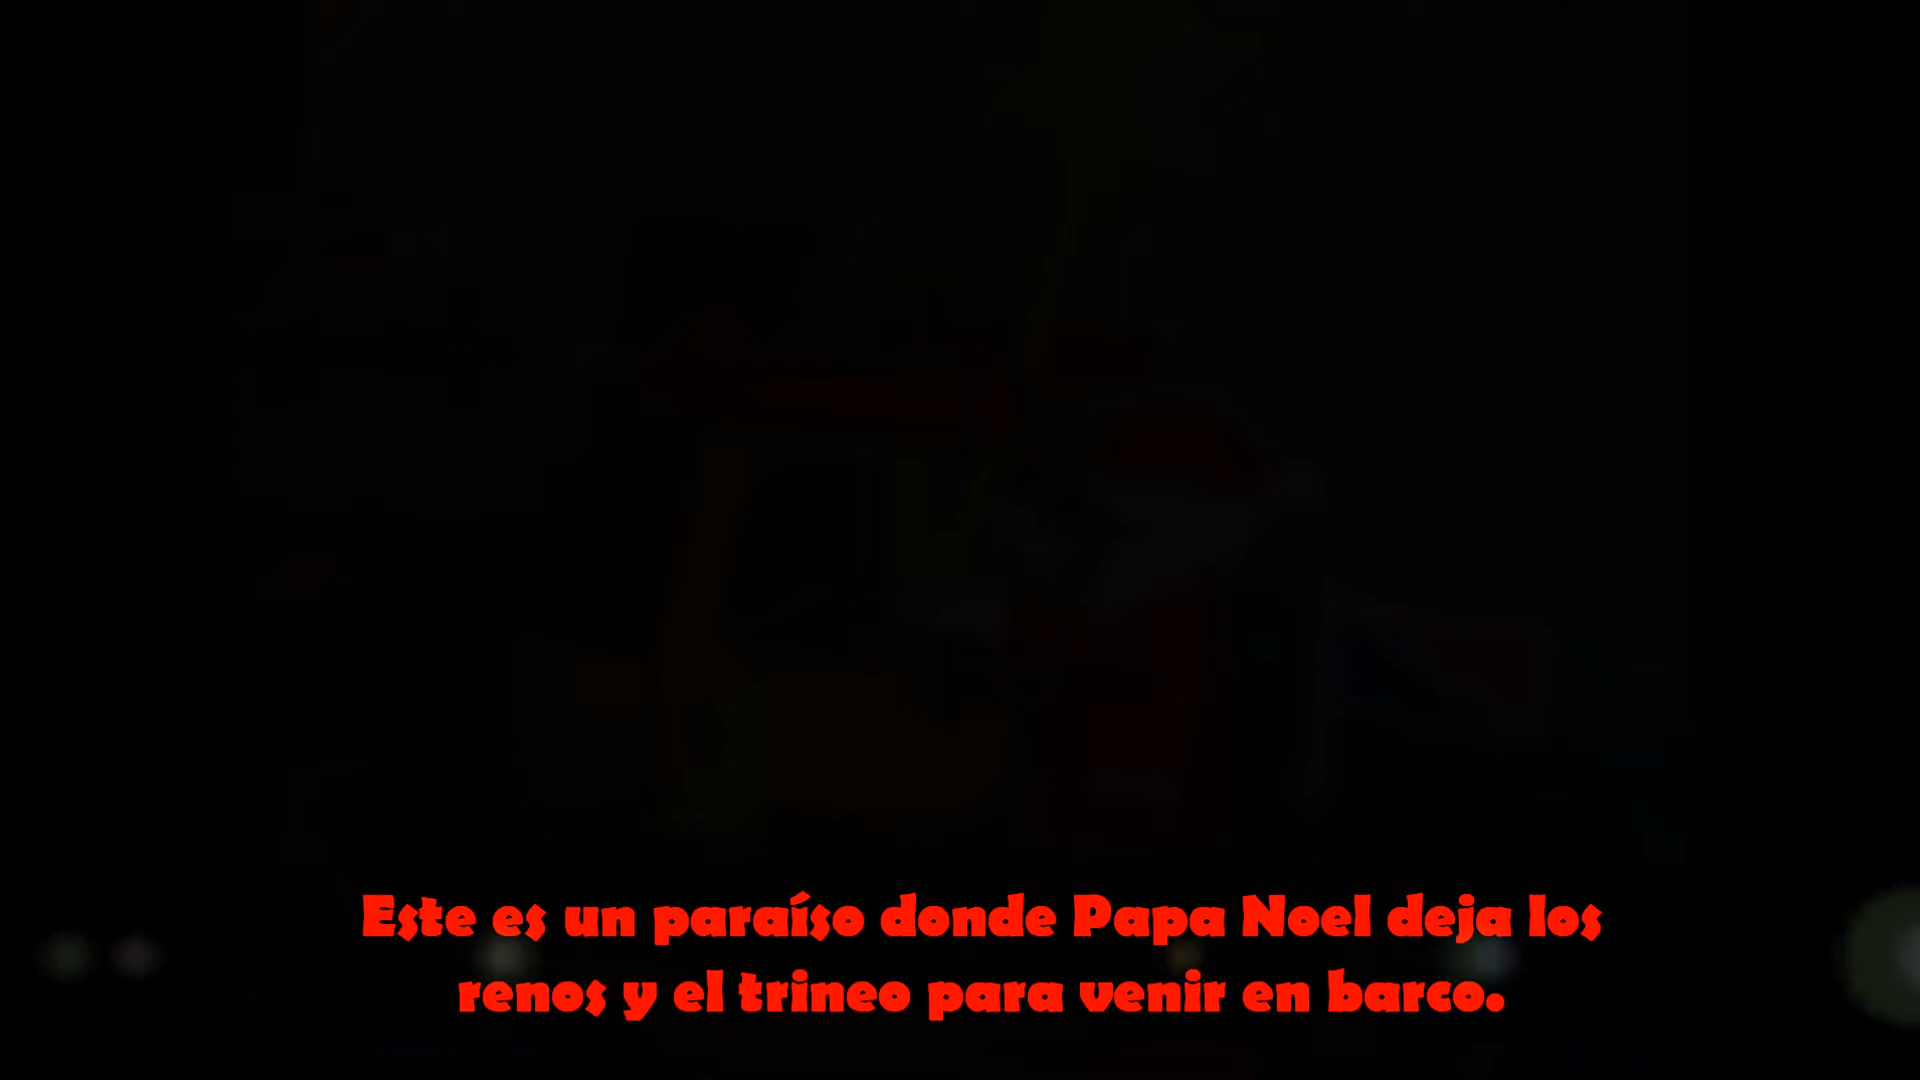 Este es un paraíso donde Papa Noel deja los
renos y el trineo para venir en barco.